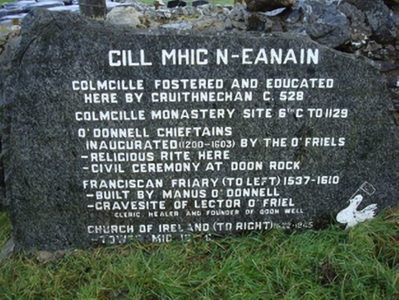 CILL MHIC N-EANAIN
COLMCILLE FOSTERED AND EDUCATED
HERE BY CRUITHNECHAN C. 528
COLMCILLE MONASTERY SITE 6TH C TO 1129
O'DONNELL CHIEFTAINS
INAUGURATED (1200-1603) BY THE O'FRIELS
-RELIGIOUS RITE HERE
-CIVIL CEREMONY AT DOON ROCK
FRANCISCAN FRIARY (TO LEFT) 1537-1610
-BUILT BY MANUS O'DONNELL
-GRAVESITE OF LECTOR O'FRIEL
CLERIC, HEALER AND FOUNDER OF DOON WELL
CHURCH OF IRELAND (TO RIGHT)
-TOWER MID